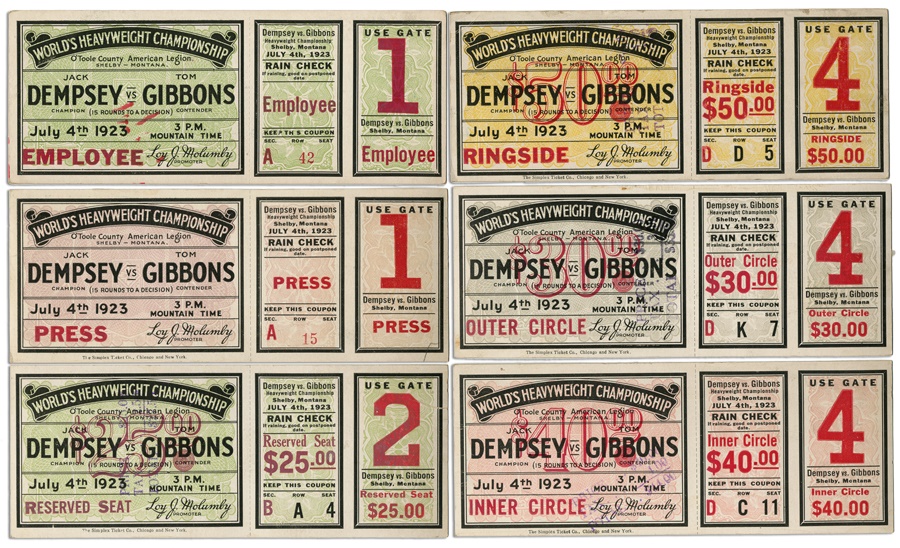 WORLD'S HEAVYWEIGHT CHAMPIONSHIP
O'Toole County American Legion.
SHELBY – MONTANA.
JACK TOM
DEMPSEY VS GIBBONS
CHAMPION (15 ROUNDS TO A DECISION) CONTENDER
July 4th 1923 3 P.M.
MOUNTAIN TIME
EMPLOYEE Loy J. Molumby
PROMOTER
Dempsey vs. Gibbons
Heavyweight Championship
Shelby, Montana
JULY 4th, 1923
RAIN CHECK
If raining, good on postponed
date.
Employee
KEEP THIS COUPON
SEC. ROW SEAT
A 42
USE GATE
1
Dempsey vs. Gibbons
Shelby, Montana
Employee
WORLD'S HEAVYWEIGHT CHAMPIONSHIP
O'Toole County American Legion.
SHELBY – MONTANA.
$50.00
JACK TOM
DEMPSEY VS GIBBONS
CHAMPION (15 ROUNDS TO A DECISION) CONTENDER
July 4th 1923 3 P.M.
MOUNTAIN TIME
RINGSIDE Loy J. Molumby
PROMOTER
The Simplex Ticket Co., Chicago and New York.
Dempsey vs. Gibbons
Heavyweight Championship
Shelby, Montana
JULY 4th, 1923
RAIN CHECK
If raining, good on postponed
date.
Ringside
$50.00
KEEP THIS COUPON
SEC. ROW SEAT
D D 5
USE GATE
4
Dempsey vs. Gibbons
Shelby, Montana
RINGSIDE
$50.00
WORLD'S HEAVYWEIGHT CHAMPIONSHIP
O'Toole County American Legion
SHELBY – MONTANA.
JACK TOM
DEMPSEY VS GIBBONS
CHAMPION (15 ROUNDS TO A DECISION) CONTENDER
July 4th 1923 3 P.M.
MOUNTAIN TIME
PRESS Loy J. Molumby
PROMOTER
The Simplex Ticket Co., Chicago and New York.
Dempsey vs. Gibbons
Heavyweight Championship
Shelby, Montana
JULY 4th, 1923
RAIN CHECK
If raining, good on postponed
date.
PRESS
KEEP THIS COUPON
SEC. ROW SEAT
A 15
USE GATE
1
Dempsey vs. Gibbons
Shelby, Montana
PRESS
WORLD'S HEAVYWEIGHT CHAMPIONSHIP
O'Toole County American Legion
SHELBY – MONTANA.
$30.00
JACK TOM
DEMPSEY VS GIBBONS
CHAMPION (15 ROUNDS TO A DECISION) CONTENDER
July 4th 1923 3 P.M.
MOUNTAIN TIME
OUTER CIRCLE Loy J. Molumby
PROMOTER
The Simplex Ticket Co., Chicago and New York.
Dempsey vs. Gibbons
Heavyweight Championship
Shelby, Montana
JULY 4th, 1923
RAIN CHECK
If raining, good on postponed
date.
Outer Circle
$30.00
KEEP THIS COUPON
SEC. ROW SEAT
D K 7
USE GATE
4
Dempsey vs. Gibbons
Shelby, Montana
Outer Circle
$30.00
WORLD'S HEAVYWEIGHT CHAMPIONSHIP
O'Toole County American Legion
SHELBY – MONTANA.
$25.00
JACK TOM
DEMPSEY VS GIBBONS
CHAMPION (15 ROUNDS TO A DECISION) CONTENDER
July 4th 1923 3 P.M.
MOUNTAIN TIME
RESERVED SEAT Loy J. Molumby
PROMOTER
The Simplex Ticket Co., Chicago and New York.
Dempsey vs. Gibbons
Heavyweight Championship
Shelby, Montana
JULY 4th, 1923
RAIN CHECK
If raining, good on postponed
date.
Reserved Seat
$25.00
KEEP THIS COUPON
SEC. ROW SEAT
B A 4
USE GATE
2
Dempsey vs. Gibbons
Shelby, Montana
Reserved Seat
$25.00
WORLD'S HEAVYWEIGHT CHAMPIONSHIP
O'Toole County American Legion
SHELBY – MONTANA.
$40.00
JACK TOM
DEMPSEY VS GIBBONS
CHAMPION (15 ROUNDS TO A DECISION) CONTENDER
July 4th 1923 3 P.M.
MOUNTAIN TIME
INNER CIRCLE Loy J. Molumby
PROMOTER
The Simplex Ticket Co., Chicago and New York.
Dempsey vs. Gibbons
Heavyweight Championship
Shelby, Montana
JULY 4th, 1923
RAIN CHECK
If raining, good on postponed
date.
Inner Circle
$40.00
KEEP THIS COUPON
SEC. ROW SEAT
D C 11
USE GATE
4
Dempsey vs. Gibbons
Shelby, Montana
Inner Circle
$40.00